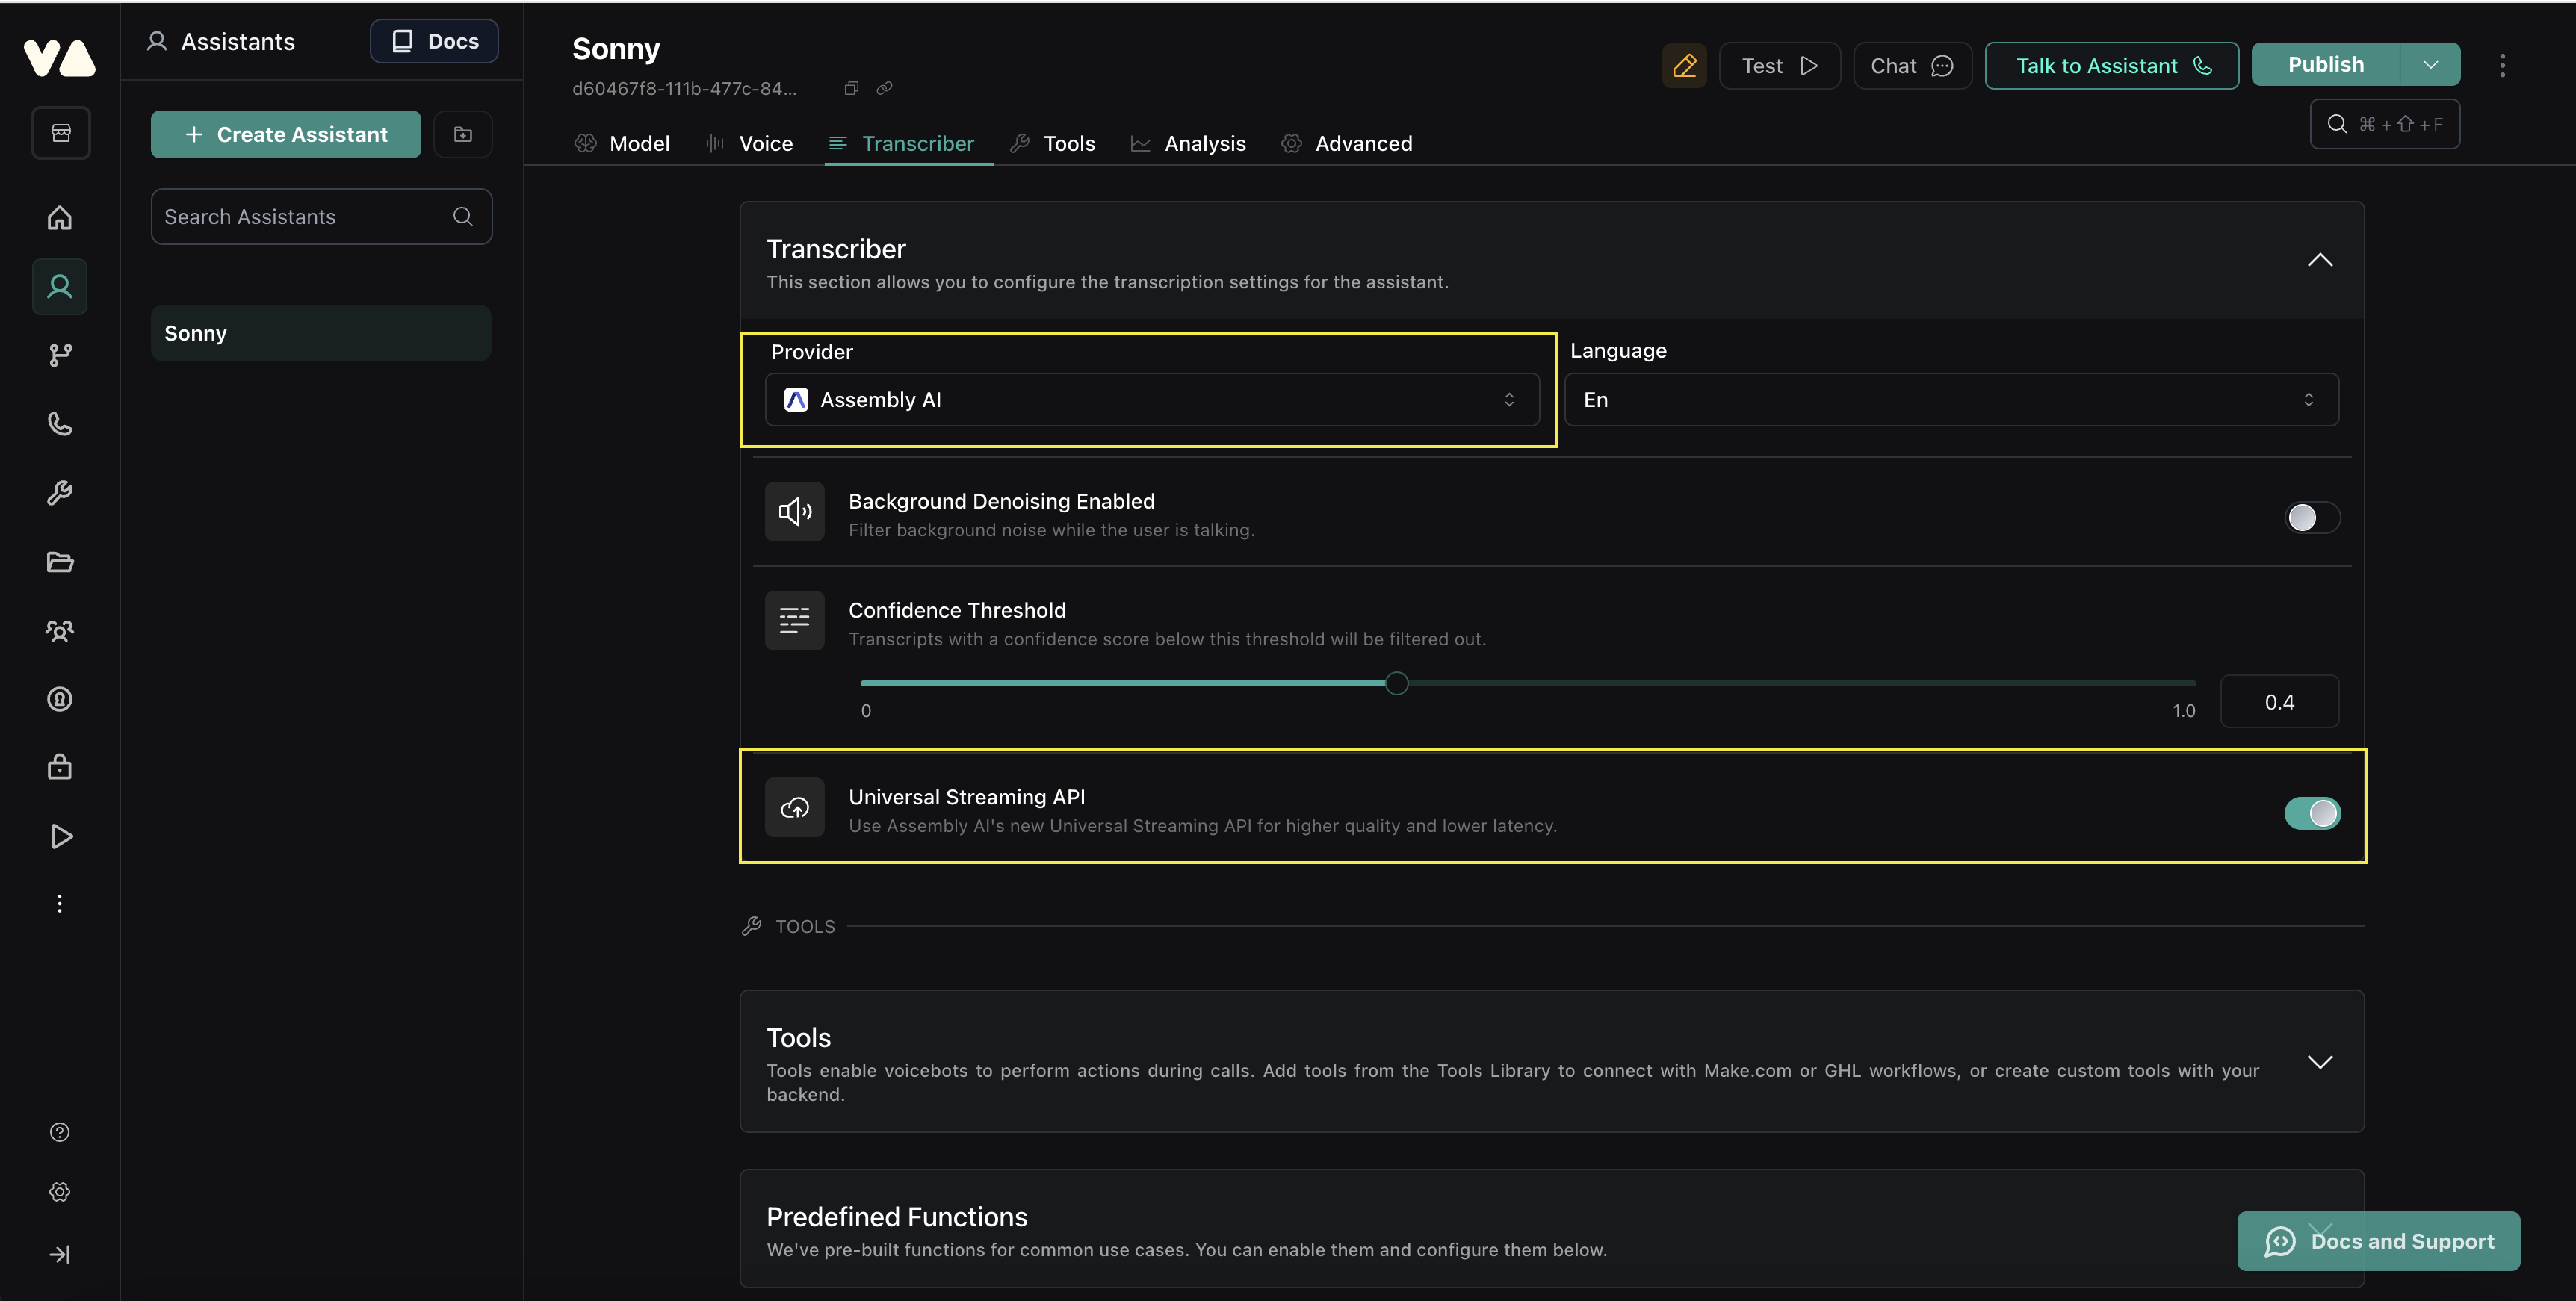 VA
Assistants
Docs
Create Assistant
Search Assistants
Sonny
Sonny
d60467f8-111b-477c-84...
Test
Chat
Talk to Assistant
Publish
⌘ + ⇧ + F
Model
Voice
Transcriber
Tools
Analysis
Advanced
Transcriber
This section allows you to configure the transcription settings for the assistant.
Provider
Language
Assembly AI
En
Background Denoising Enabled
Filter background noise while the user is talking.
Confidence Threshold
Transcripts with a confidence score below this threshold will be filtered out.
0
1.0
0.4
Universal Streaming API
Use Assembly AI's new Universal Streaming API for higher quality and lower latency.
TOOLS
Tools
Tools enable voicebots to perform actions during calls. Add tools from the Tools Library to connect with Make.com or GHL workflows, or create custom tools with your
backend.
Predefined Functions
We've pre-built functions for common use cases. You can enable them and configure them below.
Docs and Support